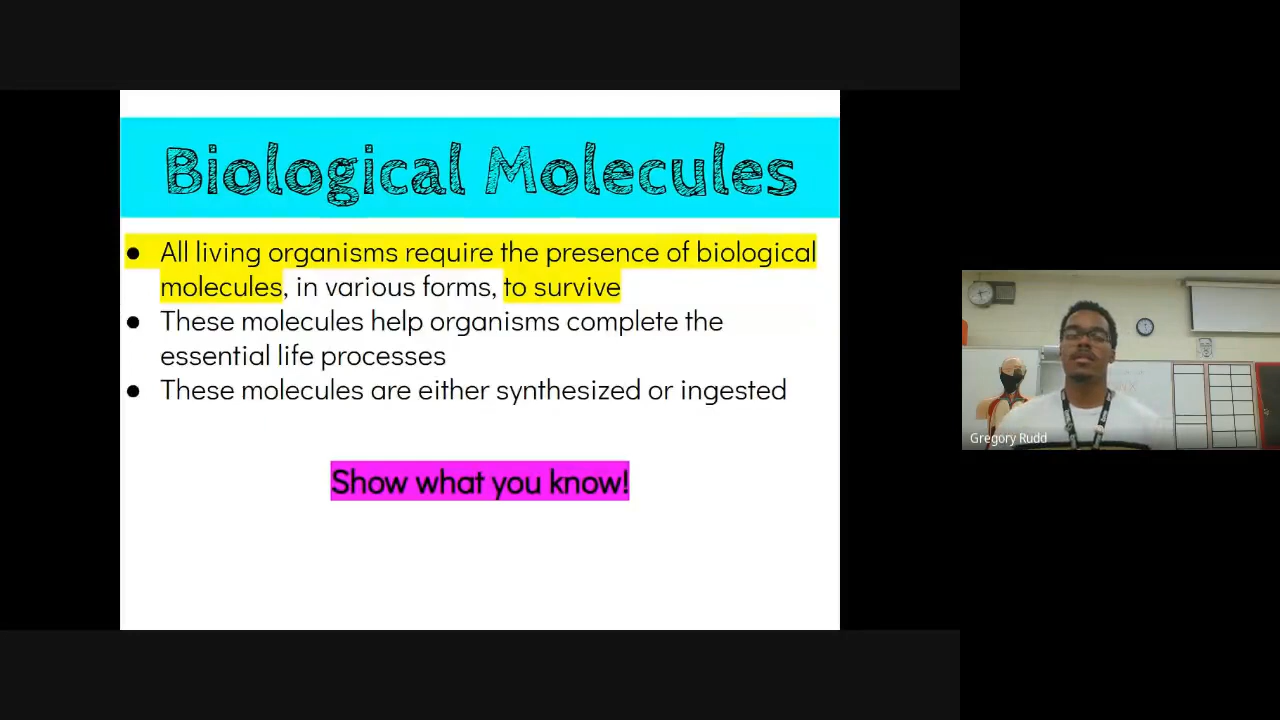 Biological Molecules
● All living organisms require the presence of biological
molecules, in various forms, to survive
● These molecules help organisms complete the
essential life processes
● These molecules are either synthesized or ingested
Show what you know!
Gregory Rudd